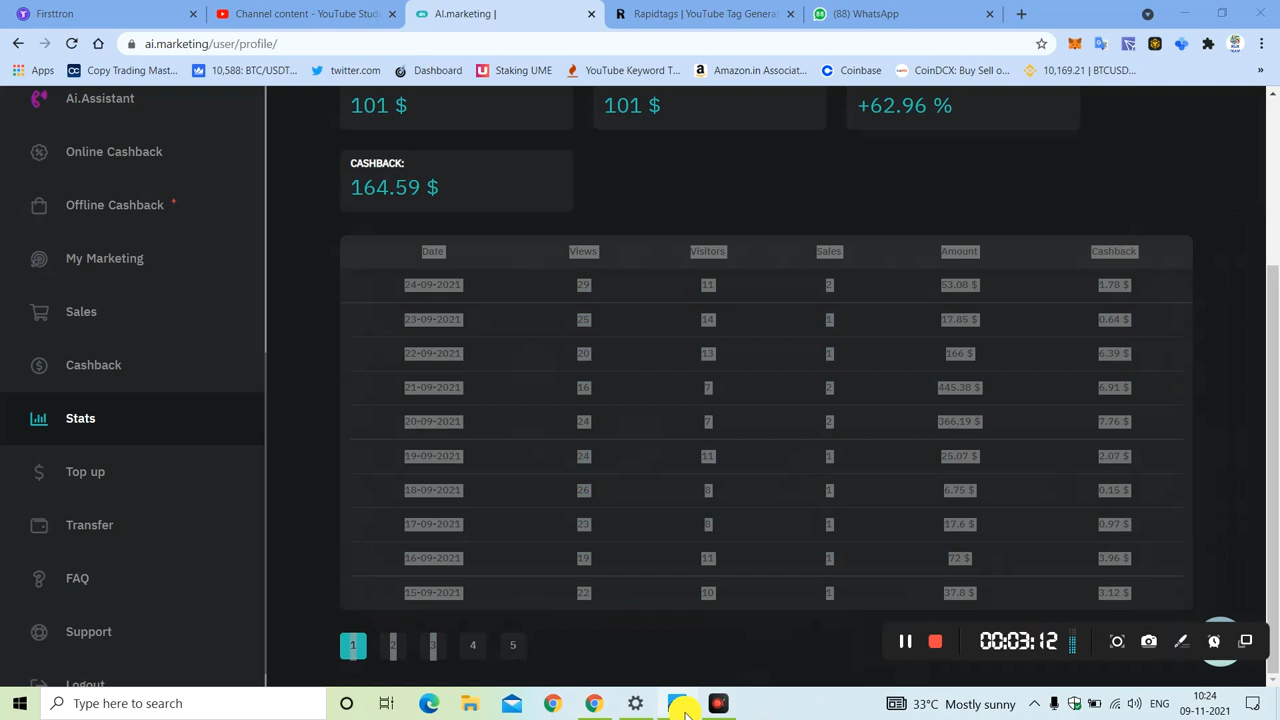 Firsttron
Channel content - YouTube Stud
AI.marketing |
Rapidtags | YouTube Tag Genera
(88) WhatsApp
ai.marketing/user/profile/
Apps
Copy Trading Mast...
10,588: BTC/USDT...
twitter.com
Dashboard
Staking UME
YouTube Keyword T...
Amazon.in Associat...
Coinbase
CoinDCX: Buy Sell o...
10,169.21 | BTCUSD...
»
Ai.Assistant
101 $
101 $
+62.96 %
Online Cashback
CASHBACK:
164.59 $
Offline Cashback +
My Marketing
Sales
Cashback
Stats
Top up
Transfer
FAQ
Support
Logout
Date Views Visitors Sales Amount Cashback
24-09-2021 29 11 2 53.08 $ 1.78 $
23-09-2021 25 14 1 17.85 $ 0.64 $
22-09-2021 20 13 1 166 $ 6.39 $
21-09-2021 16 7 2 445.38 $ 6.91 $
20-09-2021 24 7 2 366.19 $ 7.76 $
19-09-2021 24 11 1 25.07 $ 2.07 $
18-09-2021 26 8 1 6.75 $ 0.15 $
17-09-2021 23 8 1 17.6 $ 0.97 $
16-09-2021 19 11 1 72 $ 3.96 $
15-09-2021 22 10 1 37.8 $ 3.12 $
1 2 3 4 5
00:03:12
Type here to search
33°C Mostly sunny
ENG
10:24
09-11-2021